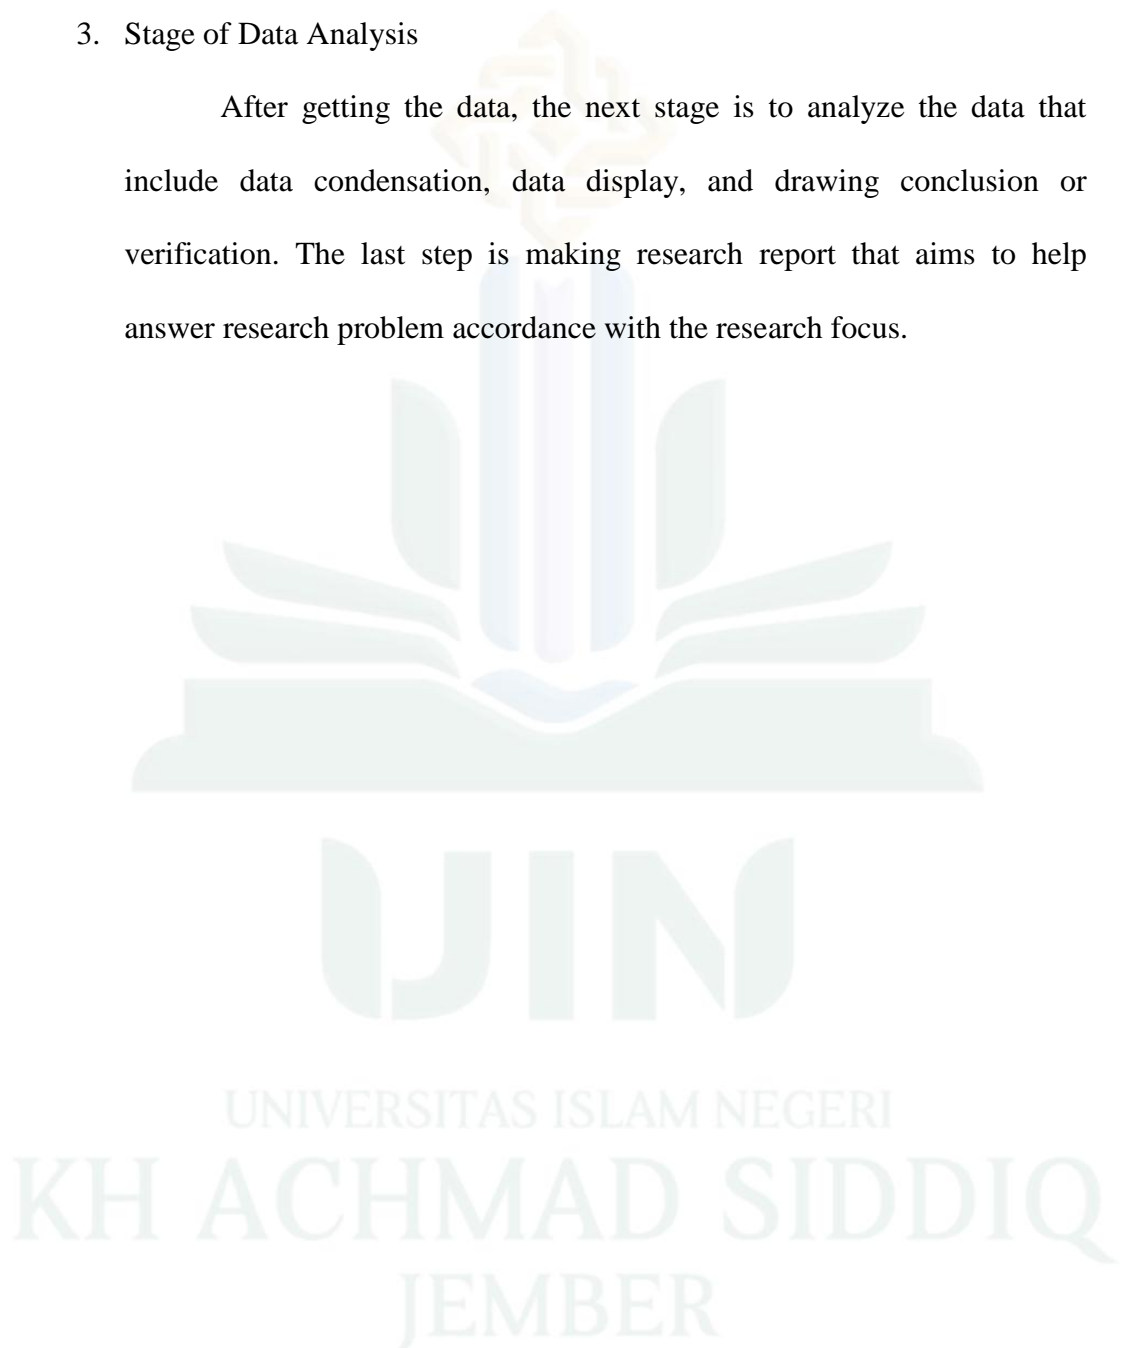 3. Stage of Data Analysis
After getting the data, the next stage is to analyze the data that
include data condensation, data display, and drawing conclusion or
verification. The last step is making research report that aims to help
answer research problem accordance with the research focus.
UIN
UNIVERSITAS ISLAM NEGERI
KH ACHMAD SIDDIQ
JEMBER